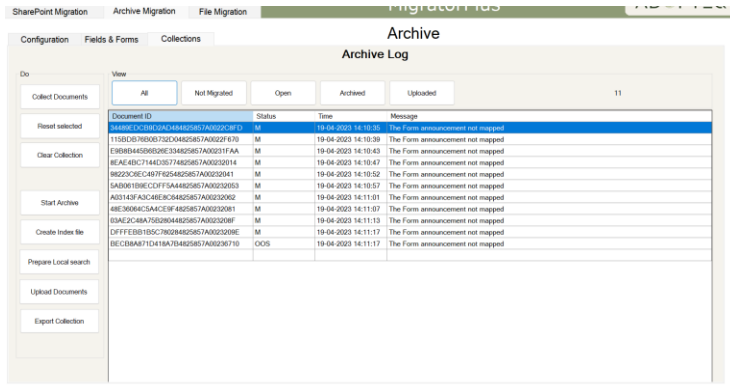 SharePoint Migration Archive Migration File Migration MigratorPlus
Configuration Fields & Forms Collections Archive
Archive Log
Do View
Collect Documents All Not Migrated Open Archived Uploaded 11
Document ID Status Time Message
34489EDCB9D2AD484825857A0022C8FD M 19-04-2023 14:10:35 The Form announcement not mapped
Reset selected 115BDB76B0B732D04825857A0022F670 M 19-04-2023 14:10:39 The Form announcement not mapped
E9B8B445B6B26E334825857A00231FAA M 19-04-2023 14:10:43 The Form announcement not mapped
Clear Collection 8EAE4BC7144D35774825857A00232014 M 19-04-2023 14:10:47 The Form announcement not mapped
98223C6EC497F6254825857A00232041 M 19-04-2023 14:10:52 The Form announcement not mapped
5AB061B9ECDFF5A44825857A00232053 M 19-04-2023 14:10:57 The Form announcement not mapped
Start Archive A03143FA3C46E8C64825857A00232062 M 19-04-2023 14:11:01 The Form announcement not mapped
48E36064C5A4CE9F4825857A00232081 M 19-04-2023 14:11:07 The Form announcement not mapped
03AE2C48A75B28044825857A0023208F M 19-04-2023 14:11:13 The Form announcement not mapped
Create Index file DFFFEBB1B5C780284825857A0023209E M 19-04-2023 14:11:17 The Form announcement not mapped
BECB8A871D418A7B4825857A00236710 OOS 19-04-2023 14:11:17 The Form announcement not mapped
Prepare Local search
Upload Documents
Export Collection